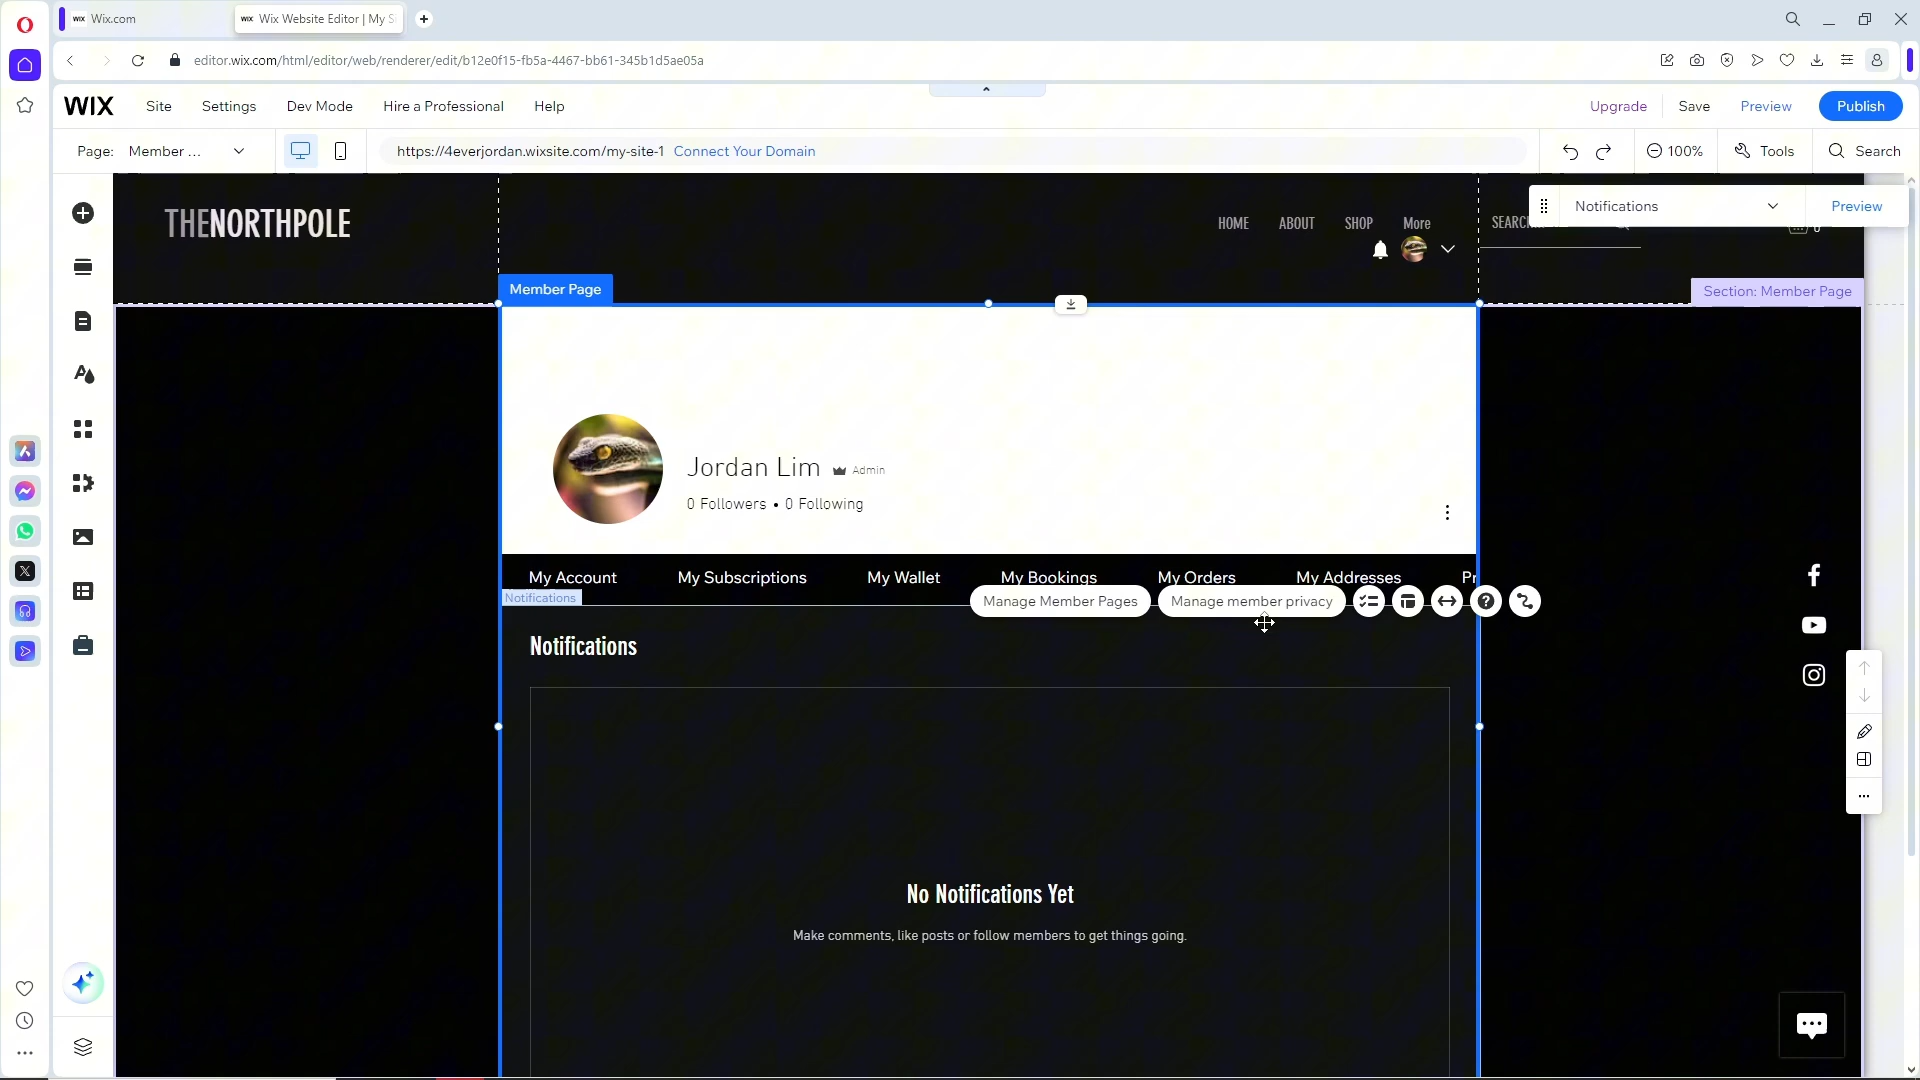 WIX Wix.com
WIX Wix Website Editor | My S
editor.wix.com/html/editor/web/renderer/edit/b12e0f15-fb5a-4467-bb61-345b1d5ae05a
WIX Site Settings Dev Mode Hire a Professional Help Upgrade Save Preview Publish
Page: Member ... https://4everjordan.wixsite.com/my-site-1 Connect Your Domain 100% Tools Search
Notifications Preview
THENORTHPOLE HOME ABOUT SHOP More
Member Page
Section: Member Page
Jordan Lim Admin
0 Followers • 0 Following
My Account My Subscriptions My Wallet My Bookings My Orders My Addresses Pr
Notifications
Manage Member Pages Manage member privacy
Notifications
No Notifications Yet
Make comments, like posts or follow members to get things going.